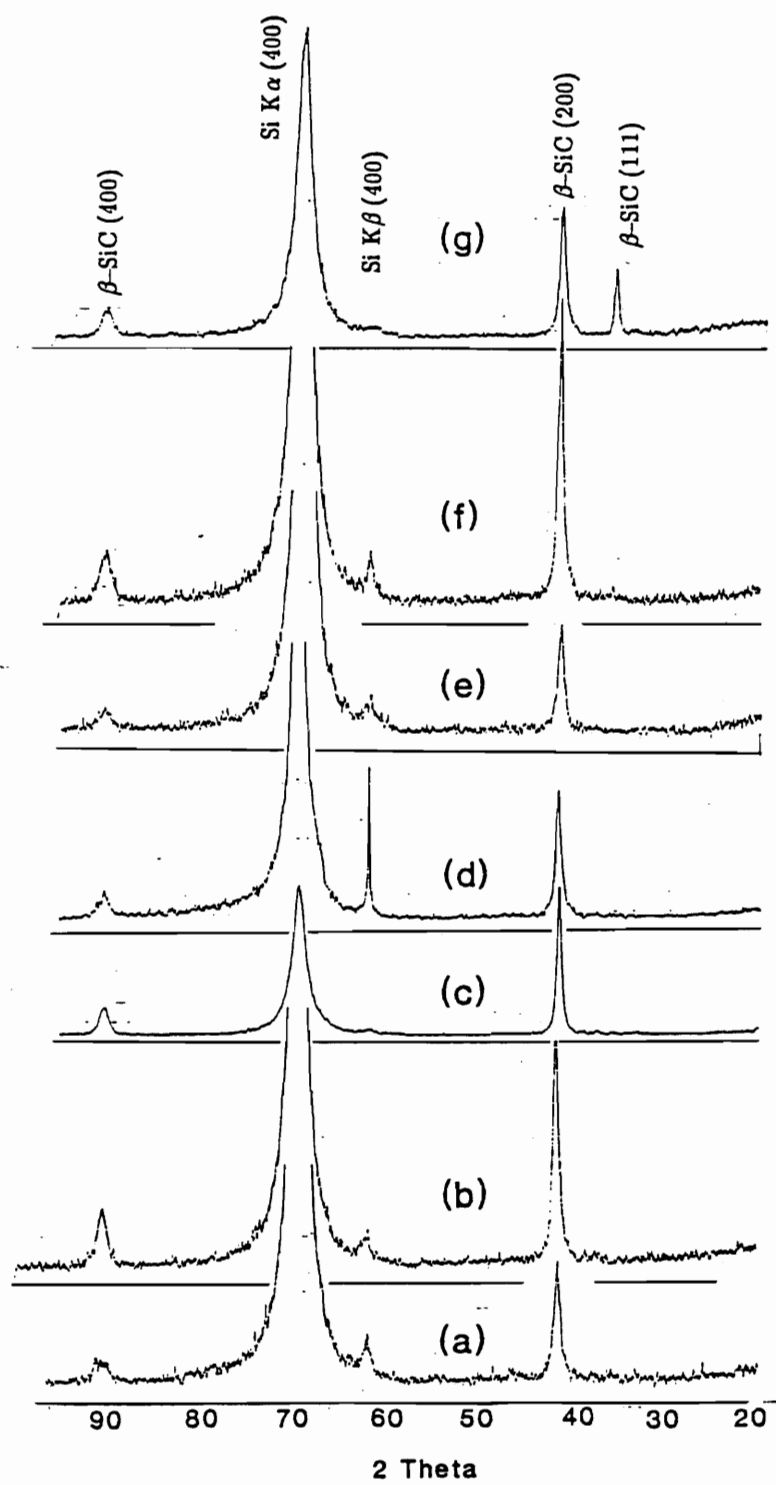 Si Kα (400)
β–SiC (400)
Si Kβ (400)
β–SiC (200)
β–SiC (111)
(g)
(f)
(e)
(d)
(c)
(b)
(a)
90 80 70 60 50 40 30 20
2 Theta